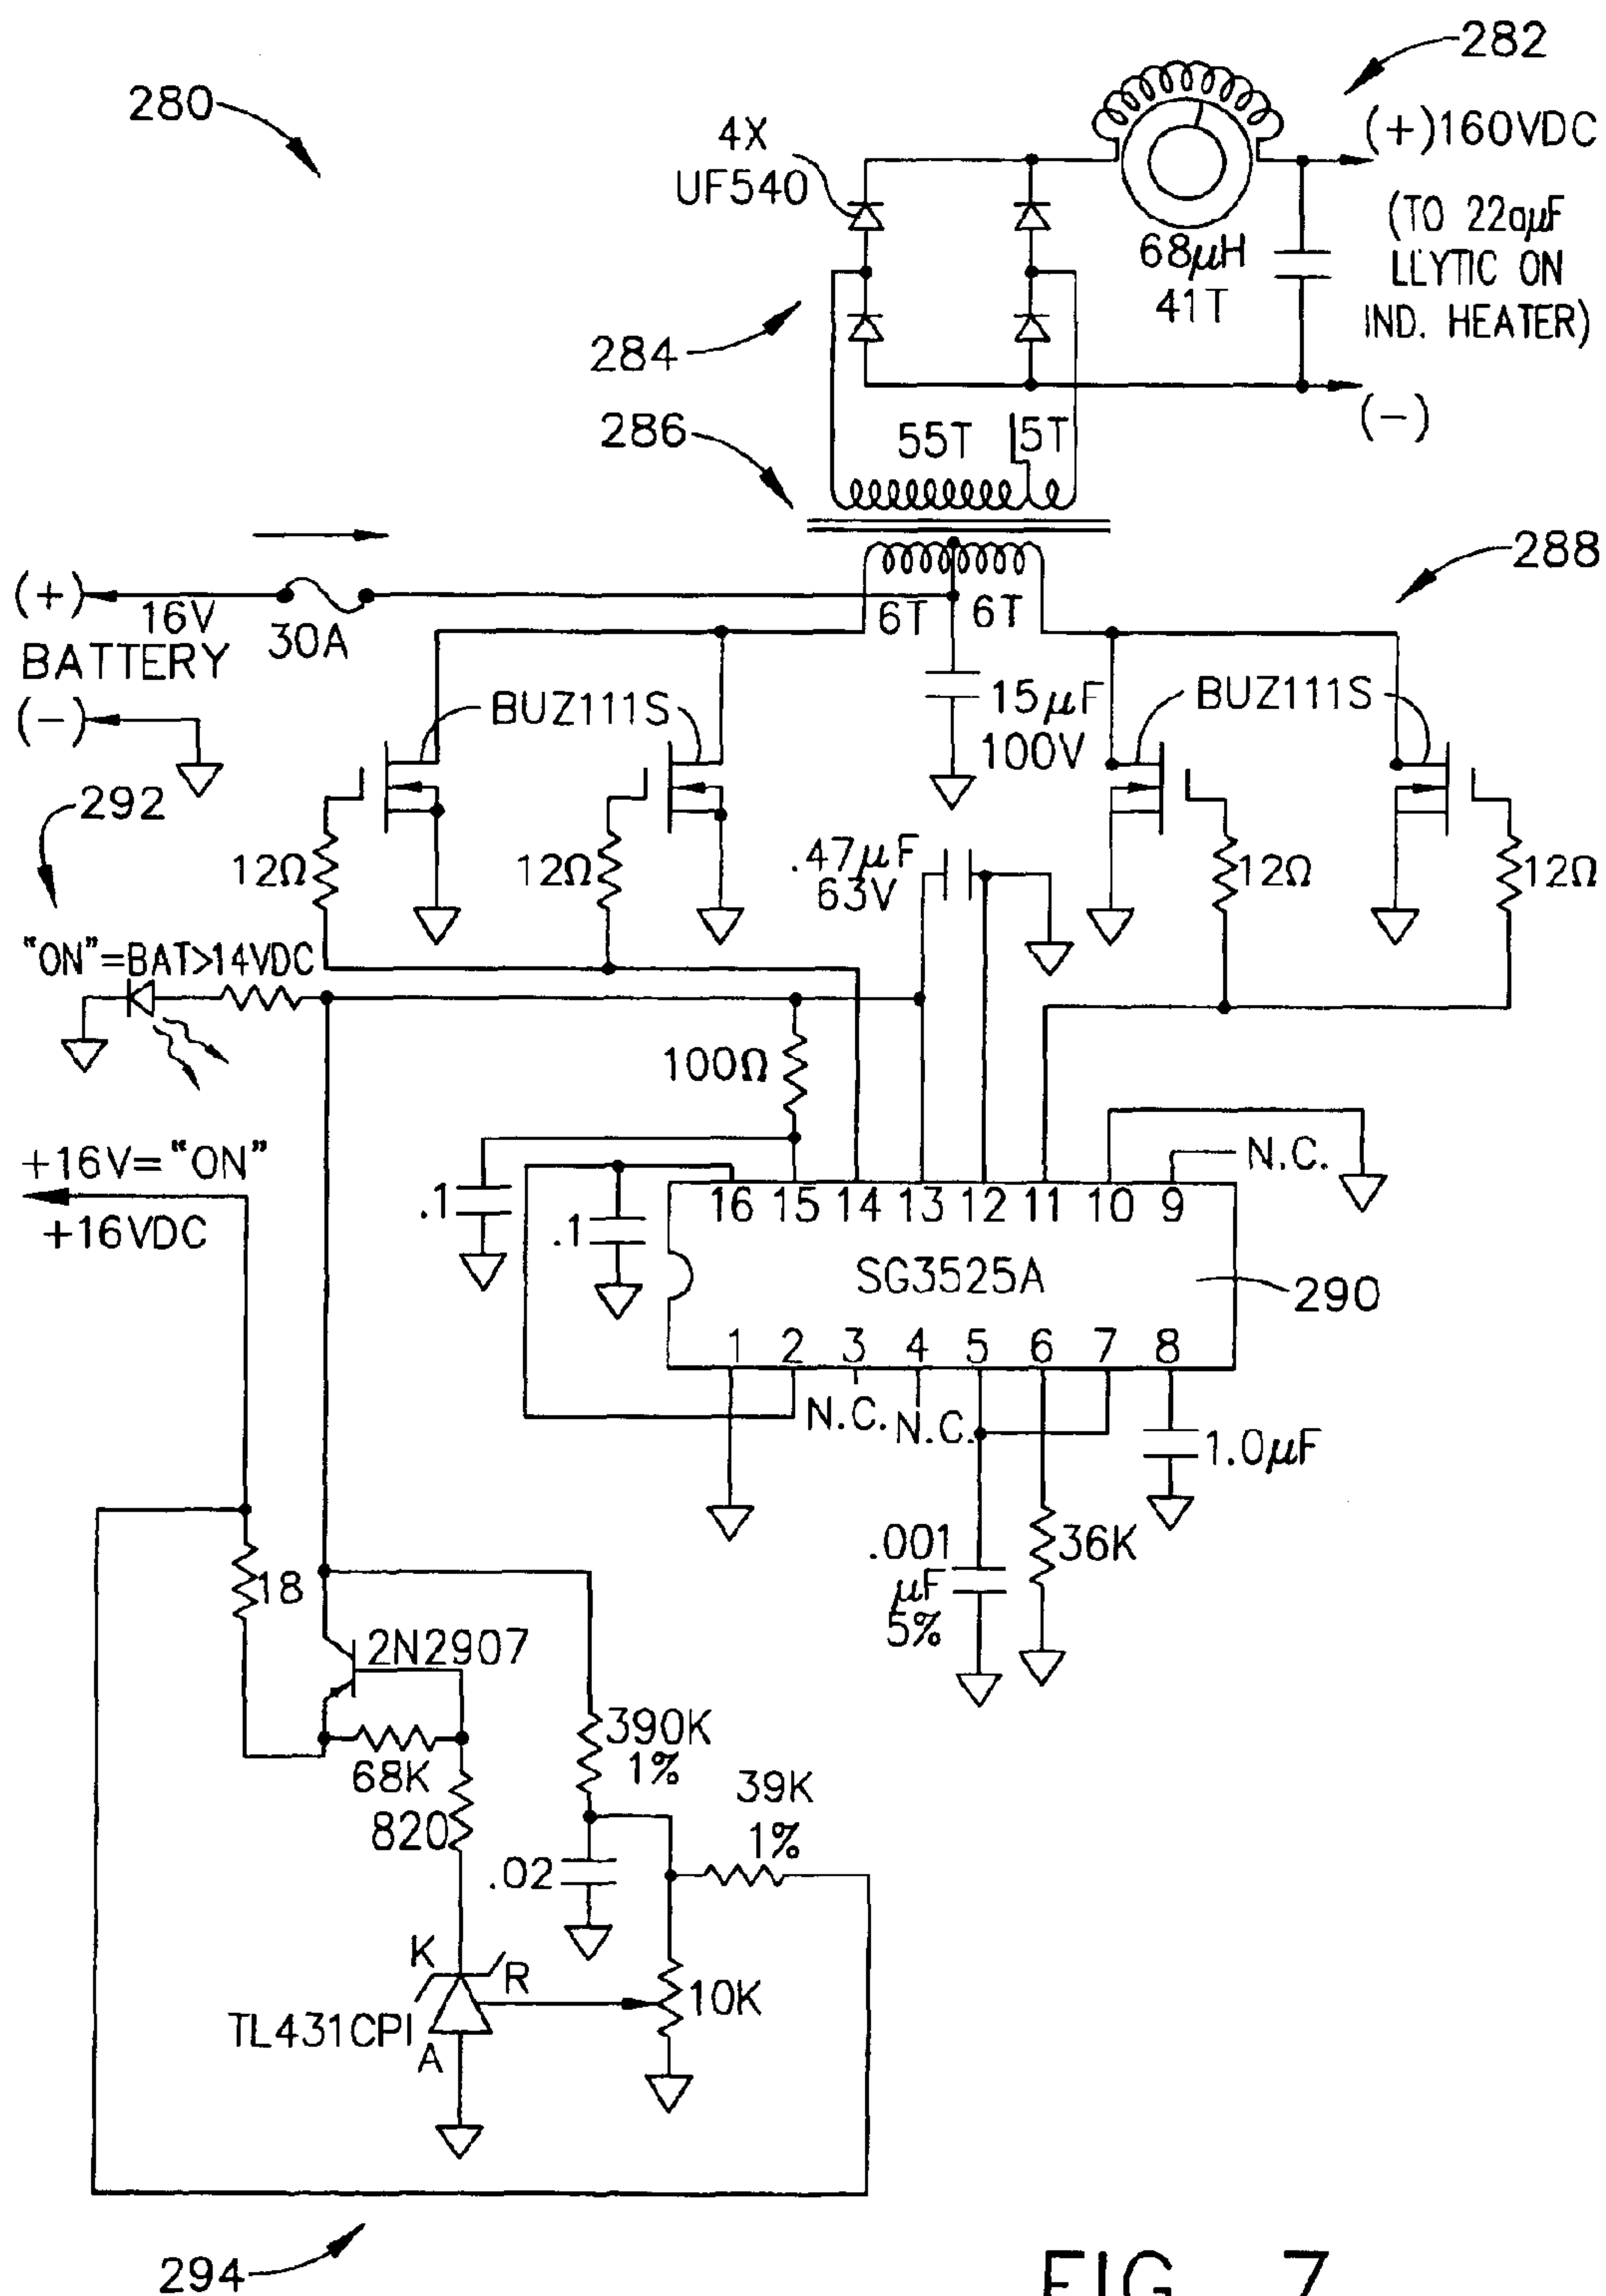 282
280
(+)160VDC
4X
UF540
(TO 22aµF
LLYTIC ON
IND. HEATER)
68µH
41T
284
(-)
286
55T
5T
288
(+)
16V
BATTERY
30A
6T
6T
(-)
BUZ111S
15µF
100V
BUZ111S
292
12Ω
12Ω
.47µF
63V
12Ω
12Ω
"ON"=BAT>14VDC
100Ω
+16V="ON"
+16VDC
N.C.
.1
.1
16 15 14 13 12 11 10 9
SG3525A
290
1 2 3 4 5 6 7 8
N.C.
N.C.
1.0µF
.001
µF
5%
36K
18
2N2907
68K
820
390K
1%
39K
1%
.02
K
R
10K
TL431CPI
A
294
FIG. 7